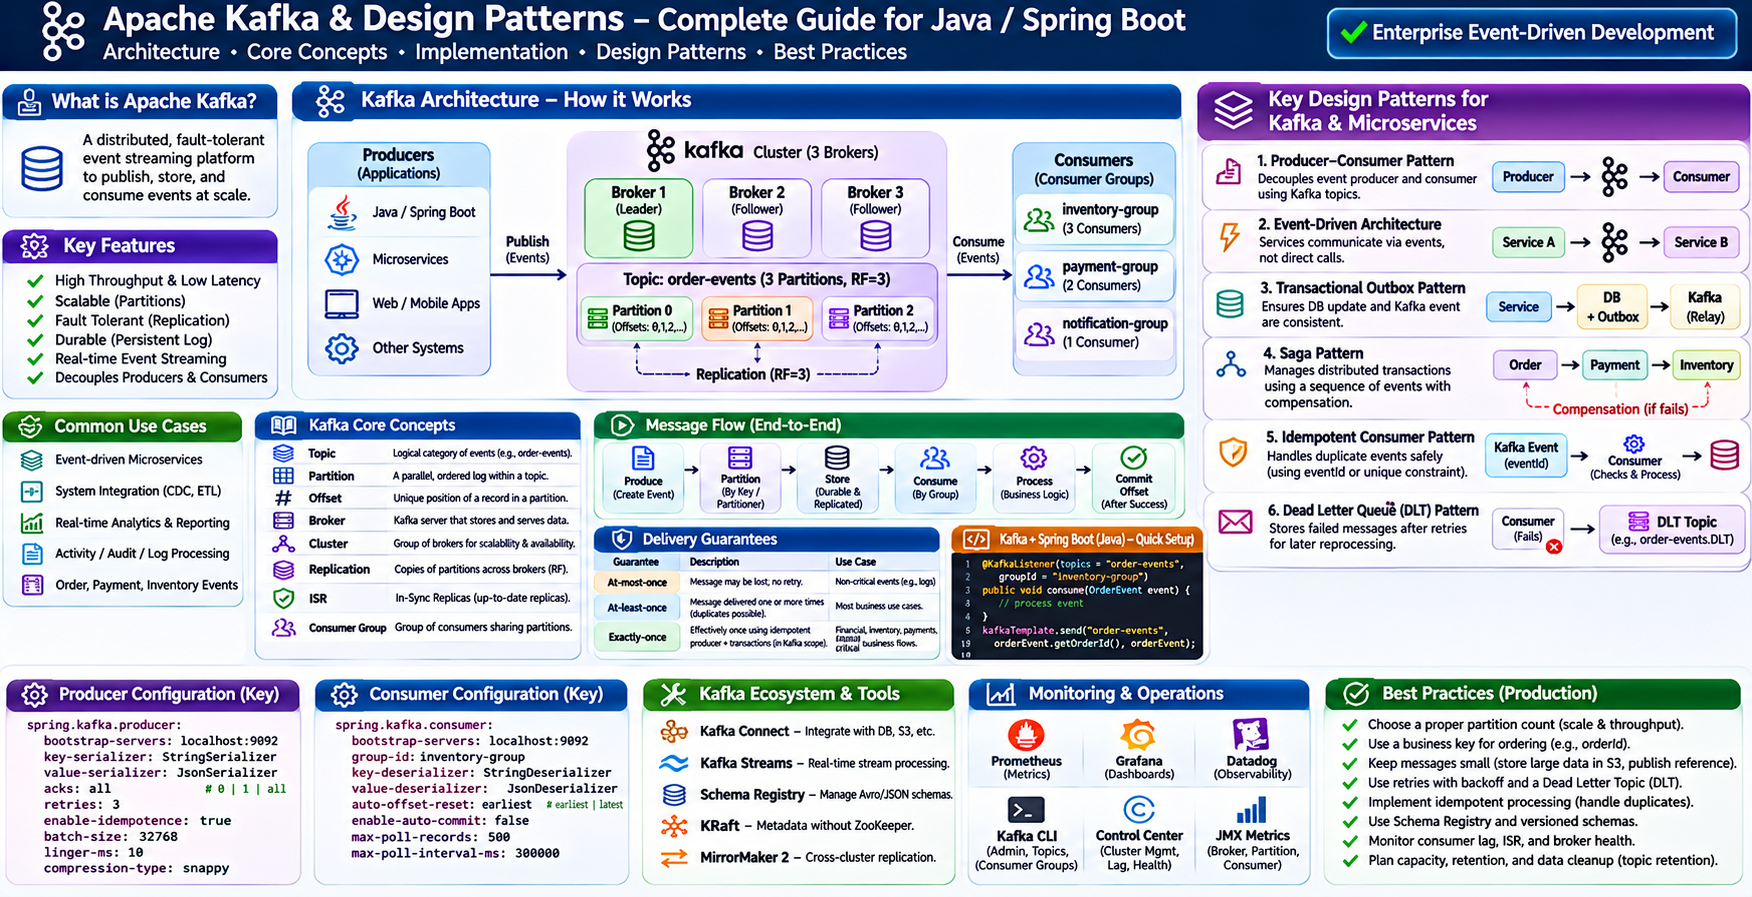 Apache Kafka & Design Patterns – Complete Guide for Java / Spring Boot
Architecture • Core Concepts • Implementation • Design Patterns • Best Practices
Enterprise Event-Driven Development
What is Apache Kafka?
A distributed, fault-tolerant
event streaming platform
to publish, store, and
consume events at scale.
Key Features
High Throughput & Low Latency
Scalable (Partitions)
Fault Tolerant (Replication)
Durable (Persistent Log)
Real-time Event Streaming
Decouples Producers & Consumers
Kafka Architecture – How it Works
Producers
(Applications)
Java / Spring Boot
Microservices
Web / Mobile Apps
Other Systems
Publish
(Events)
kafka Cluster (3 Brokers)
Broker 1
(Leader)
Broker 2
(Follower)
Broker 3
(Follower)
Topic: order-events (3 Partitions, RF=3)
Partition 0
(Offsets: 0,1,2,...)
Partition 1
(Offsets: 0,1,2,...)
Partition 2
(Offsets: 0,1,2,...)
Replication (RF=3)
Consume
(Events)
Consumers
(Consumer Groups)
inventory-group
(3 Consumers)
payment-group
(2 Consumers)
notification-group
(1 Consumer)
Key Design Patterns for
Kafka & Microservices
1. Producer–Consumer Pattern
Decouples event producer and consumer
using Kafka topics.
Producer
Consumer
2. Event-Driven Architecture
Services communicate via events,
not direct calls.
Service A
Service B
3. Transactional Outbox Pattern
Ensures DB update and Kafka event
are consistent.
Service
DB
+ Outbox
Kafka
(Relay)
4. Saga Pattern
Manages distributed transactions
using a sequence of events with
compensation.
Order
Payment
Inventory
Compensation (if fails)
5. Idempotent Consumer Pattern
Handles duplicate events safely
(using eventId or unique constraint).
Kafka Event
(eventId)
Consumer
(Checks & Process)
6. Dead Letter Queue (DLT) Pattern
Stores failed messages after retries
for later reprocessing.
Consumer
(Fails)
DLT Topic
(e.g., order-events.DLT)
Common Use Cases
Event-driven Microservices
System Integration (CDC, ETL)
Real-time Analytics & Reporting
Activity / Audit / Log Processing
Order, Payment, Inventory Events
Kafka Core Concepts
Topic Logical category of events (e.g., order-events).
Partition A parallel, ordered log within a topic.
Offset Unique position of a record in a partition.
Broker Kafka server that stores and serves data.
Cluster Group of brokers for scalability & availability.
Replication Copies of partitions across brokers (RF).
ISR In-Sync Replicas (up-to-date replicas).
Consumer Group Group of consumers sharing partitions.
Message Flow (End-to-End)
Produce
(Create Event)
Partition
(By Key /
Partitioner)
Store
(Durable &
Replicated)
Consume
(By Group)
Process
(Business Logic)
Commit
Offset
(After Success)
Delivery Guarantees
Guarantee Description Use Case
At-most-once Message may be lost; no retry. Non-critical events (e.g., logs)
At-least-once Message delivered one or more times
(duplicates possible). Most business use cases.
Exactly-once Effectively once using idempotent
producer + transactions (in Kafka scope). Financial, inventory, payments,
critical business flows.
Kafka + Spring Boot (Java) – Quick Setup
1 @KafkaListener(topics = "order-events",
2 groupId = "inventory-group")
3 public void consune(OrderEvent event) {
8 // process event
4 }
5 kafkaTemplate.send("order-events",
19 orderEvent.getOrderId(), orderEvent);
Producer Configuration (Key)
spring.kafka.producer:
bootstrap-servers: localhost:9092
key-serializer: StringSerializer
value-serializer: JsonSerializer
acks: all # 0 | 1 | all
retries: 3
enable-idempotence: true
batch-size: 32768
linger-ms: 10
compression-type: snappy
Consumer Configuration (Key)
spring.kafka.consumer:
bootstrap-servers: localhost:9092
group-id: inventory-group
key-deserializer: StringDeserializer
value-deserializer: JsonDeserializer
auto-offset-reset: earliest # earliest | latest
enable-auto-commit: false
max-poll-records: 500
max-poll-interval-ms: 300000
Kafka Ecosystem & Tools
Kafka Connect – Integrate with DB, S3, etc.
Kafka Streams – Real-time stream processing.
Schema Registry – Manage Avro/JSON schemas.
KRaft – Metadata without ZooKeeper.
MirrorMaker 2 – Cross-cluster replication.
Monitoring & Operations
Prometheus
(Metrics)
Grafana
(Dashboards)
Datadog
(Observability)
Kafka CLI
(Admin, Topics,
(Consumer Groups)
Control Center
(Cluster Mgmt,
Lag, Health)
JMX Metrics
(Broker, Partition,
Consumer)
Best Practices (Production)
Choose a proper partition count (scale & throughput).
Use a business key for ordering (e.g., orderId).
Keep messages small (store large data in S3, publish reference).
Use retries with backoff and a Dead Letter Topic (DLT).
Implement idempotent processing (handle duplicates).
Use Schema Registry and versioned schemas.
Monitor consumer lag, ISR, and broker health.
Plan capacity, retention, and data cleanup (topic retention).